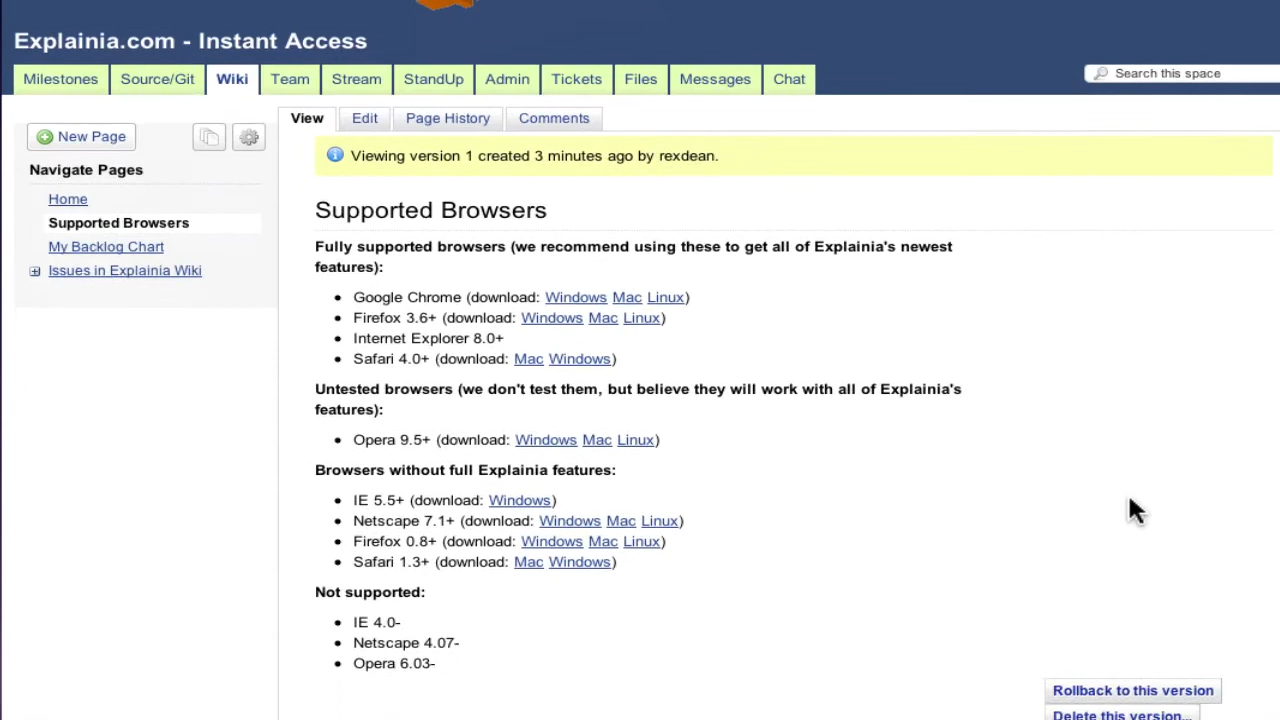 Explainia.com - Instant Access
Milestones Source/Git Wiki Team Stream StandUp Admin Tickets Files Messages Chat
Search this space
View Edit Page History Comments
New Page
Navigate Pages
Home
Supported Browsers
My Backlog Chart
Issues in Explainia Wiki
Viewing version 1 created 3 minutes ago by rexdean.
Supported Browsers
Fully supported browsers (we recommend using these to get all of Explainia's newest
features):
• Google Chrome (download: Windows Mac Linux)
• Firefox 3.6+ (download: Windows Mac Linux)
• Internet Explorer 8.0+
• Safari 4.0+ (download: Mac Windows)
Untested browsers (we don't test them, but believe they will work with all of Explainia's
features):
• Opera 9.5+ (download: Windows Mac Linux)
Browsers without full Explainia features:
• IE 5.5+ (download: Windows)
• Netscape 7.1+ (download: Windows Mac Linux)
• Firefox 0.8+ (download: Windows Mac Linux)
• Safari 1.3+ (download: Mac Windows)
Not supported:
• IE 4.0-
• Netscape 4.07-
• Opera 6.03-
Rollback to this version
Delete this version...